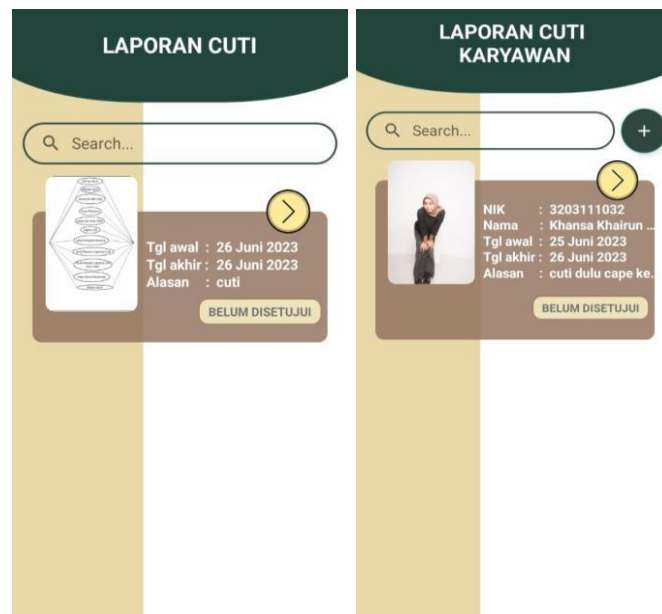 LAPORAN CUTI
Search...
Tgl awal : 26 Juni 2023
Tgl akhir : 26 Juni 2023
Alasan : cuti
BELUM DISETUJUI
LAPORAN CUTI
KARYAWAN
Search...
+
NIK : 3203111032
Nama : Khansa Khairun ...
Tgl awal : 25 Juni 2023
Tgl akhir : 26 Juni 2023
Alasan : cuti dulu cape ke..
BELUM DISETUJUI